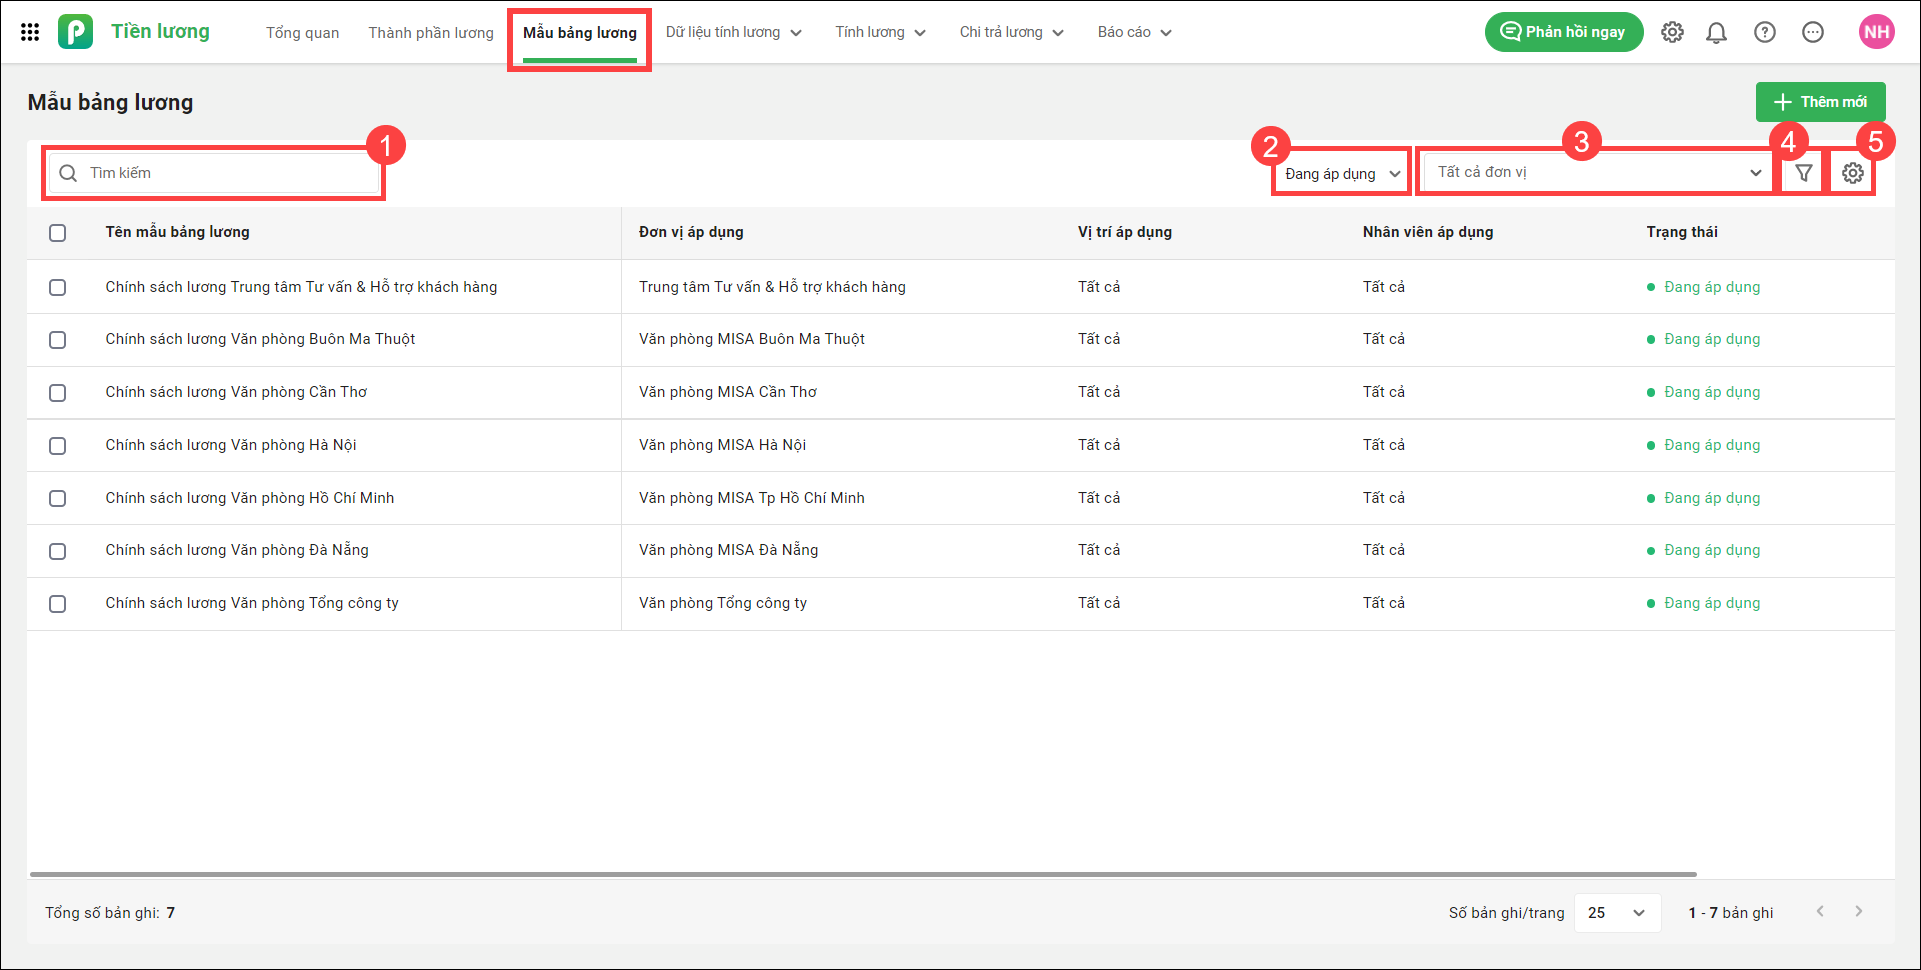 Tiền lương Tổng quan Thành phần lương Mẫu bảng lương Dữ liệu tính lương Tính lương Chi trả lương Báo cáo Phản hồi ngay NH
Mẫu bảng lương Thêm mới
1 2 3 4 5
Tìm kiếm Đang áp dụng Tất cả đơn vị
Tên mẫu bảng lương Đơn vị áp dụng Vị trí áp dụng Nhân viên áp dụng Trạng thái
Chính sách lương Trung tâm Tư vấn & Hỗ trợ khách hàng Trung tâm Tư vấn & Hỗ trợ khách hàng Tất cả Tất cả Đang áp dụng
Chính sách lương Văn phòng Buôn Ma Thuột Văn phòng MISA Buôn Ma Thuột Tất cả Tất cả Đang áp dụng
Chính sách lương Văn phòng Cần Thơ Văn phòng MISA Cần Thơ Tất cả Tất cả Đang áp dụng
Chính sách lương Văn phòng Hà Nội Văn phòng MISA Hà Nội Tất cả Tất cả Đang áp dụng
Chính sách lương Văn phòng Hồ Chí Minh Văn phòng MISA Tp Hồ Chí Minh Tất cả Tất cả Đang áp dụng
Chính sách lương Văn phòng Đà Nẵng Văn phòng MISA Đà Nẵng Tất cả Tất cả Đang áp dụng
Chính sách lương Văn phòng Tổng công ty Văn phòng Tổng công ty Tất cả Tất cả Đang áp dụng
Tổng số bản ghi: 7 Số bản ghi/trang 25 1 - 7 bản ghi